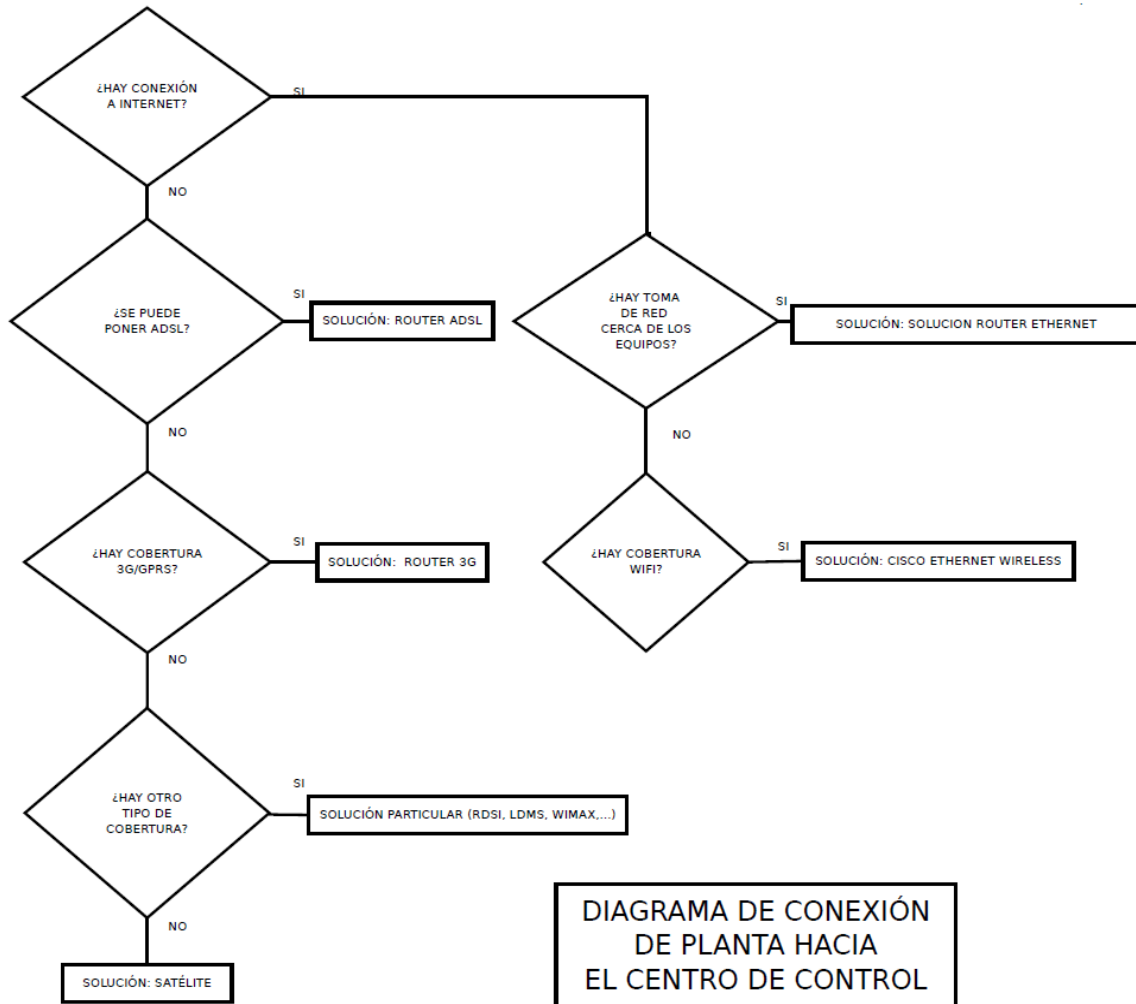 ¿HAY CONEXIÓN
A INTERNET?
SI
NO
¿SE PUEDE
PONER ADSL?
SI
SOLUCIÓN: ROUTER ADSL
¿HAY TOMA
DE RED
CERCA DE LOS
EQUIPOS?
SI
SOLUCIÓN: SOLUCION ROUTER ETHERNET
NO
NO
¿HAY COBERTURA
3G/GPRS?
SI
SOLUCIÓN: ROUTER 3G
¿HAY COBERTURA
WIFI?
SI
SOLUCIÓN: CISCO ETHERNET WIRELESS
NO
¿HAY OTRO
TIPO DE
COBERTURA?
SI
SOLUCIÓN PARTICULAR (RDSI, LDMS, WIMAX,...)
NO
SOLUCIÓN: SATÉLITE
DIAGRAMA DE CONEXIÓN
DE PLANTA HACIA
EL CENTRO DE CONTROL